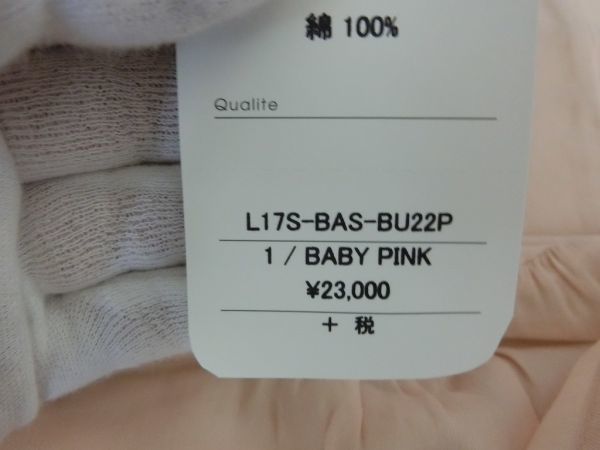 綿 100%
Qualite
L17S-BAS-BU22P
1 / BABY PINK
¥23,000
+ 税